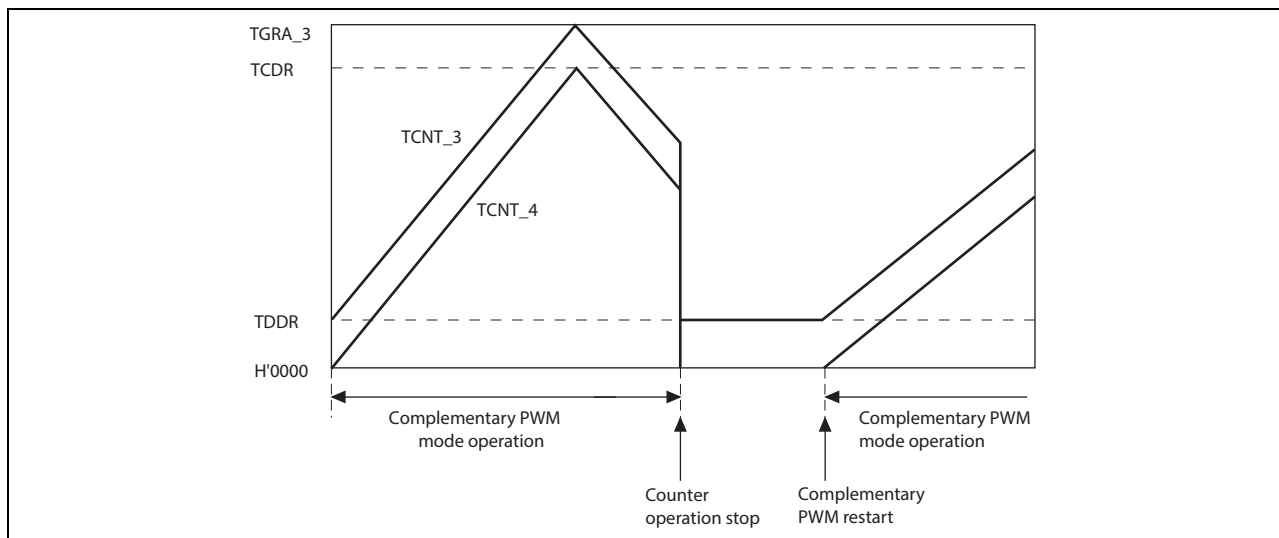 TGRA_3
TCDR
TCNT_3
TCNT_4
TDDR
H'0000
Complementary PWM
mode operation
Complementary PWM
mode operation
Counter
operation stop
Complementary
PWM restart